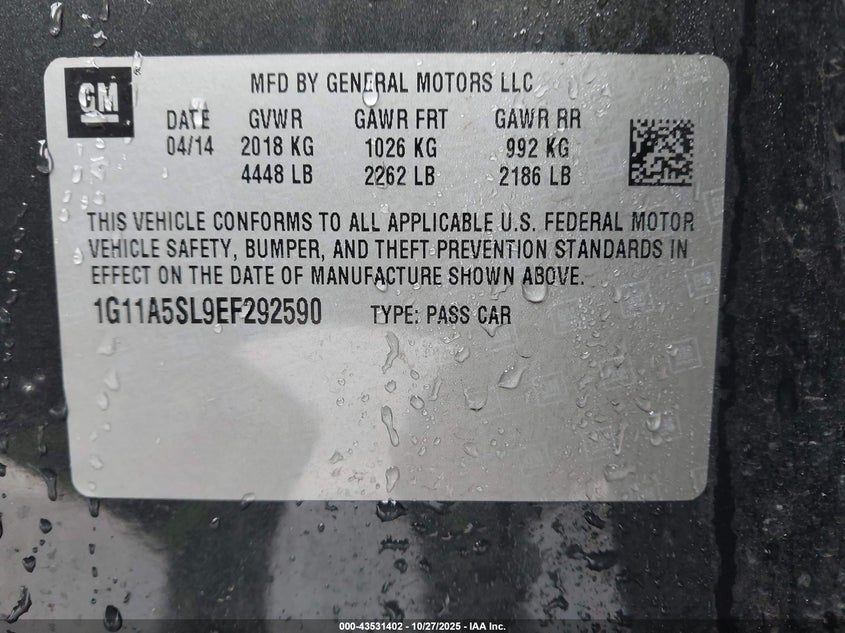 GM
MFD BY GENERAL MOTORS LLC
DATE GVWR GAWR FRT GAWR RR
04/14 2018 KG 1026 KG 992 KG
4448 LB 2262 LB 2186 LB
THIS VEHICLE CONFORMS TO ALL APPLICABLE U.S. FEDERAL MOTOR
VEHICLE SAFETY, BUMPER, AND THEFT PREVENTION STANDARDS IN
EFFECT ON THE DATE OF MANUFACTURE SHOWN ABOVE.
1G11A5SL9EF292590 TYPE: PASS CAR
000-43531402 - 10/27/2025 - IAA Inc.